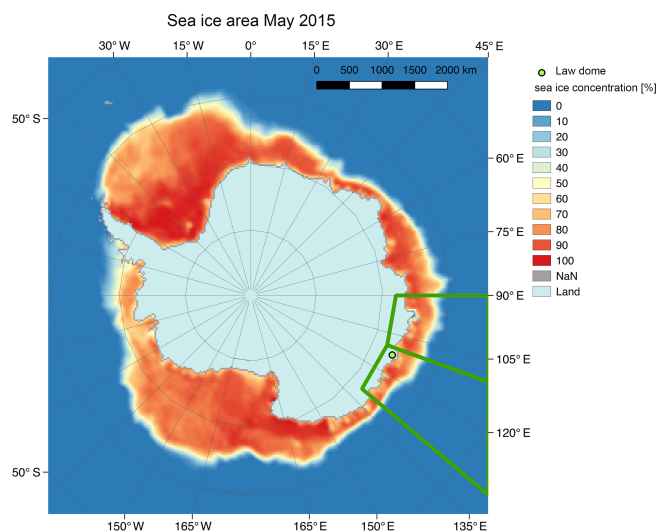 Sea ice area May 2015
30° W 15° W 0° 15° E 30° E 45° E
0 500 1000 1500 2000 km
50° S
60° E
75° E
90° E
105° E
120° E
50° S
150° W 165° W 165° E 150° E 135° E
Law dome
sea ice concentration [%]
0
10
20
30
40
50
60
70
80
90
100
NaN
Land